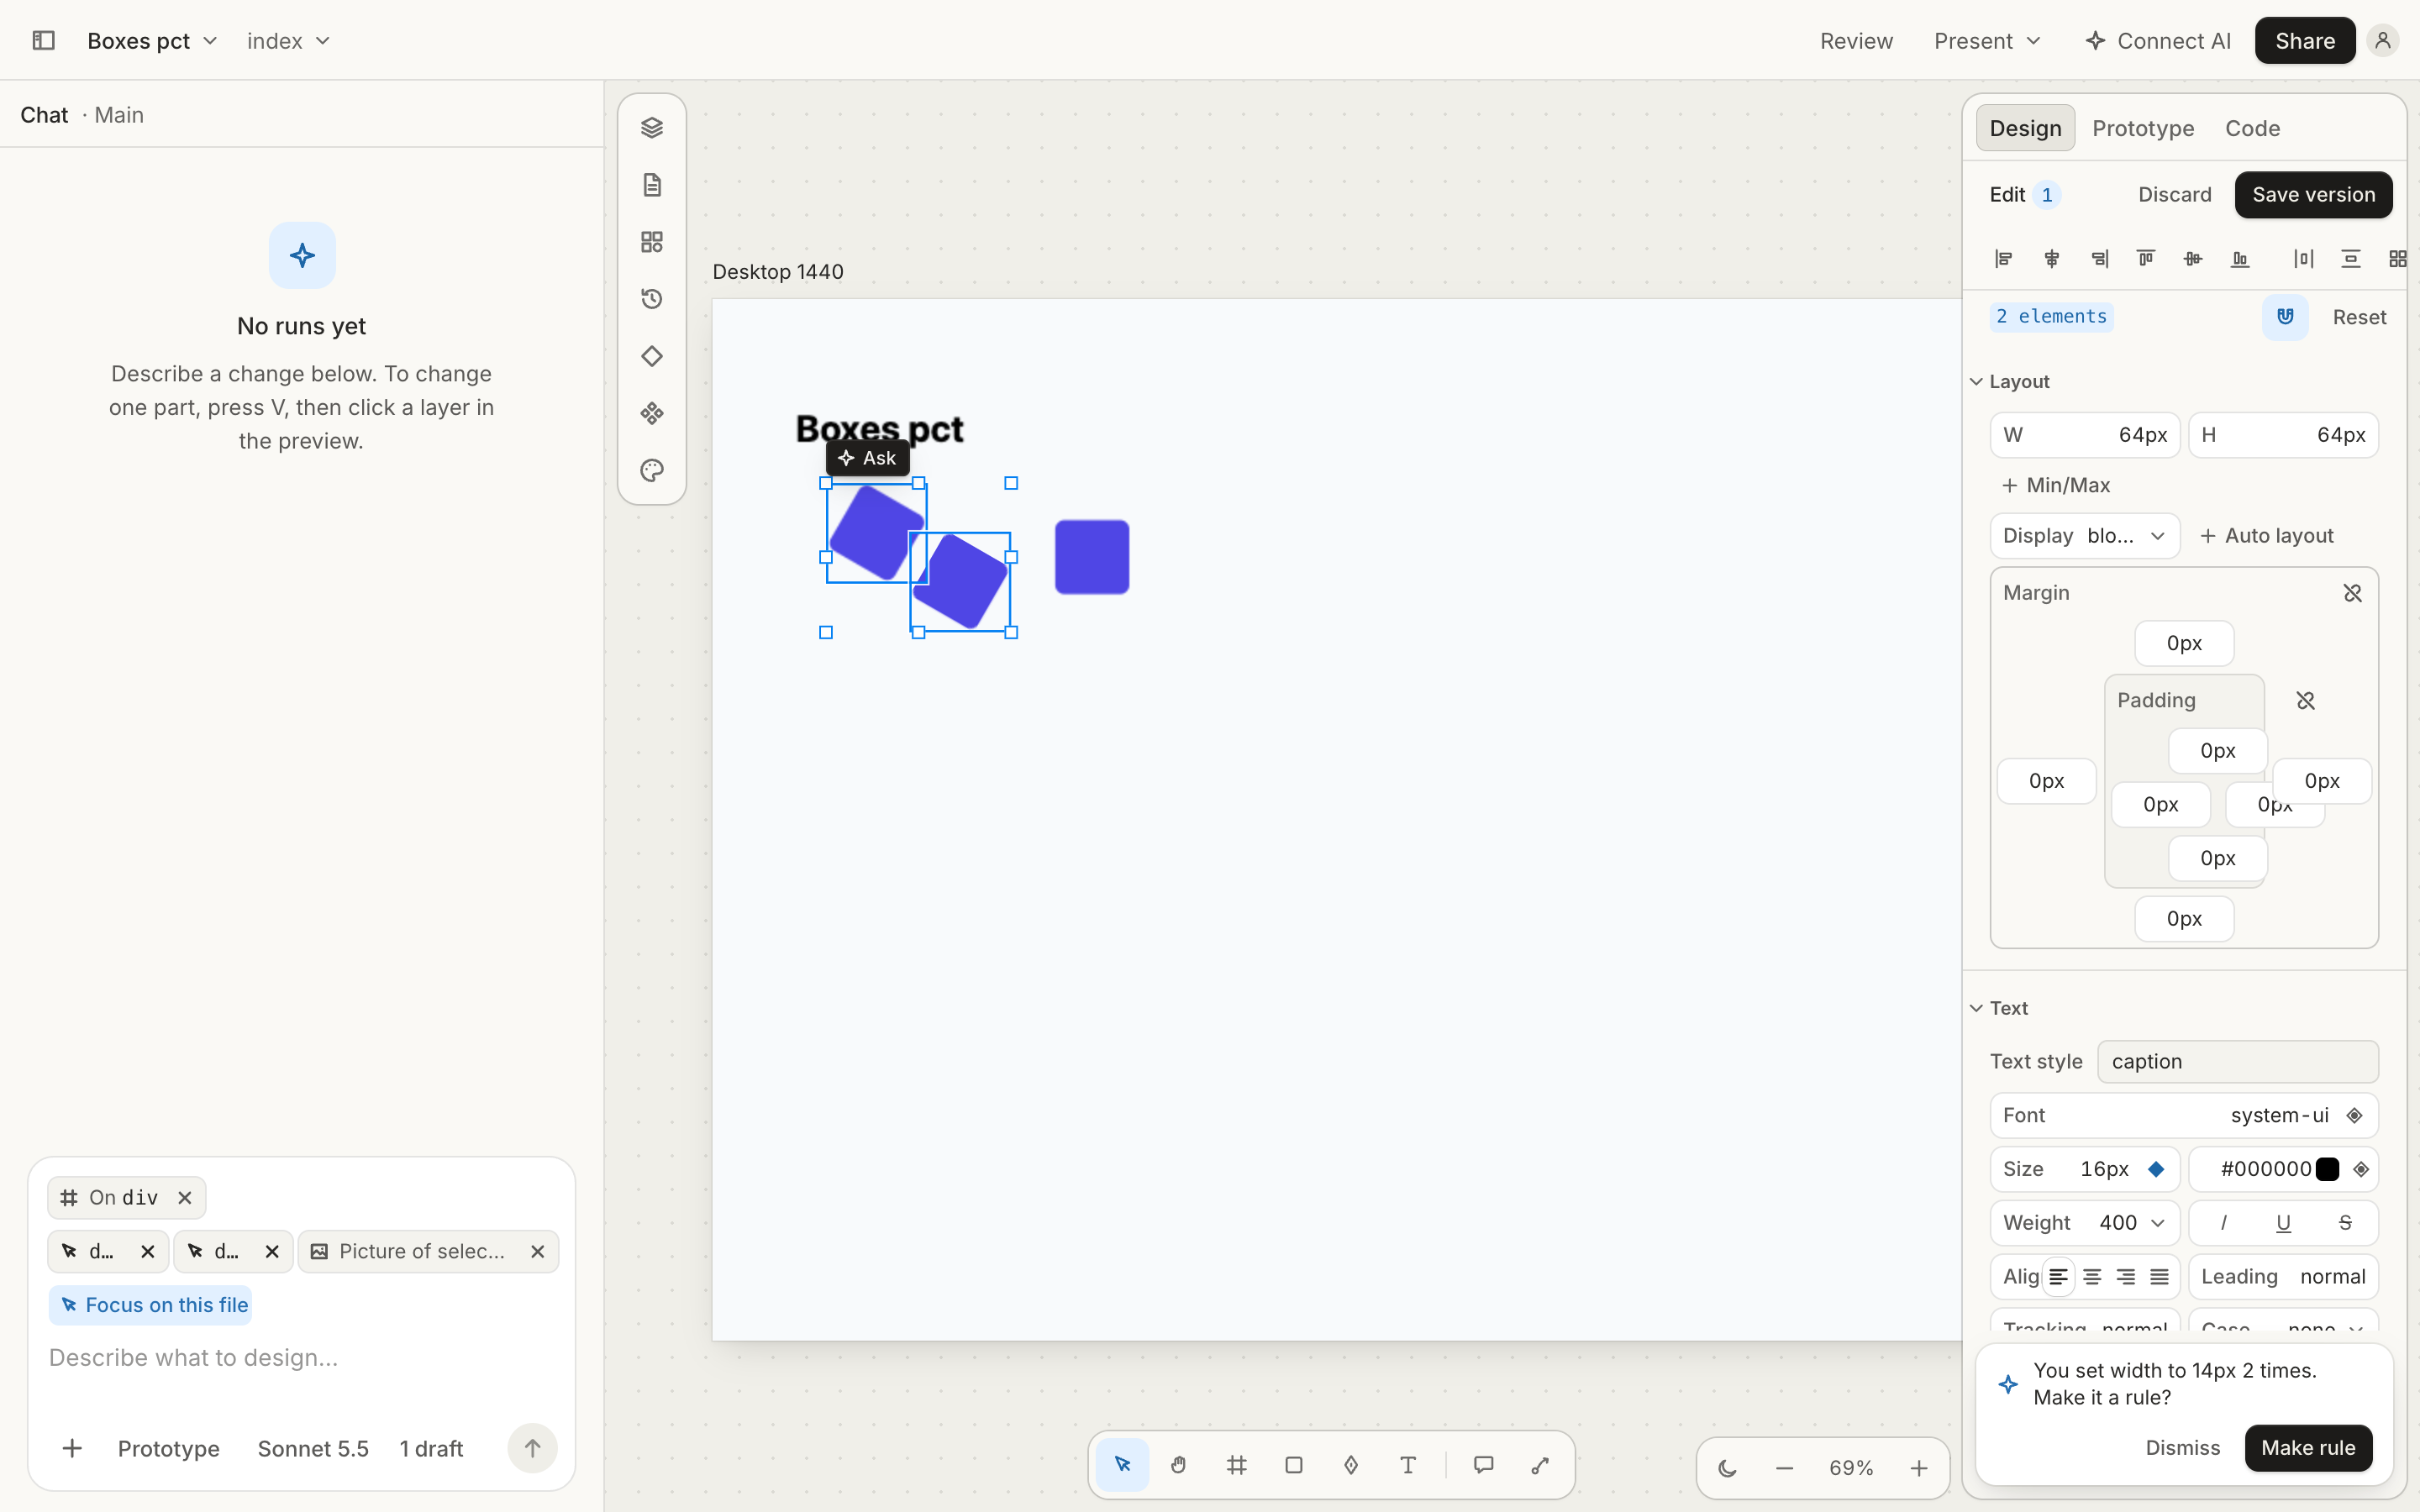 Boxes pct
index
Review
Present
Connect AI
Share
Chat · Main
No runs yet
Describe a change below. To change
one part, press V, then click a layer in
the preview.
On div
d...
d...
Picture of selec...
Focus on this file
Describe what to design...
Prototype
Sonnet 5.5
1 draft
Desktop 1440
Boxes pct
Ask
69%
Design
Prototype
Code
Edit 1
Discard
Save version
2 elements
Reset
Layout
W 64px
H 64px
Min/Max
Display blo...
Auto layout
Margin
0px
Padding
0px
0px
0px
0px
0px
0px
0px
Text
Text style caption
Font system-ui
Size 16px
#000000
Weight 400
I U S
Alig
Leading normal
Tracking normal
Case none
You set width to 14px 2 times.
Make it a rule?
Dismiss
Make rule